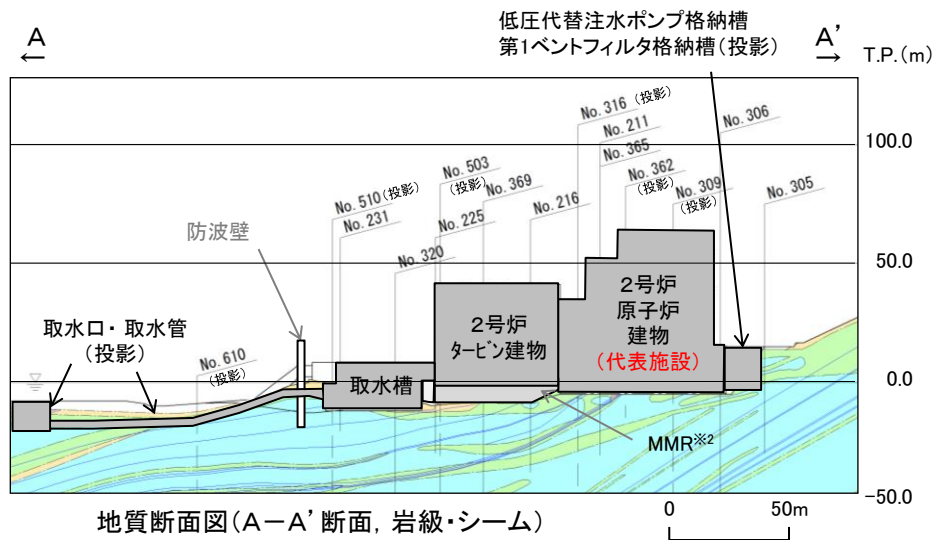 低圧代替注水ポンプ格納槽
第1ベントフィルタ格納槽(投影)
A
←
A'
→
T.P.(m)
No. 316 (投影)
No. 211
No. 365
No. 362
(投影)
No. 306
No. 309
(投影)
No. 305
100.0
No. 503
(投影)
No. 510(投影)
No. 231
No. 369
No. 225
No. 216
No. 320
防波壁
50.0
2号炉
タービン建物
2号炉
原子炉
建物
(代表施設)
取水口・取水管
(投影)
No. 610
(投影)
取水槽
0.0
MMR※2
-50.0
地質断面図(A-A' 断面, 岩級・シーム)
0
50m